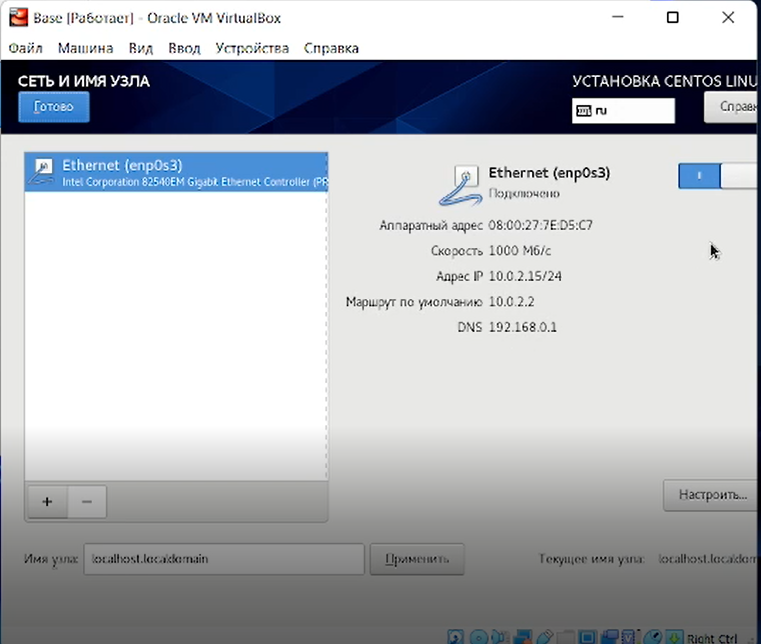 Base [Работает] - Oracle VM VirtualBox
Файл Машина Вид Ввод Устройства Справка
СЕТЬ И ИМЯ УЗЛА
УСТАНОВКА CENTOS LINU
Готово
ru
Справк
Ethernet (enp0s3)
Intel Corporation 82540EM Gigabit Ethernet Controller (PR
Ethernet (enp0s3)
Подключено
Аппаратный адрес 08:00:27:7E:D5:C7
Скорость 1000 Мб/с
Адрес IP 10.0.2.15/24
Маршрут по умолчанию 10.0.2.2
DNS 192.168.0.1
+ −
Настроить...
Имя узла: localhost.localdomain Применить Текущее имя узла: localhost.localdom
Right Ctrl